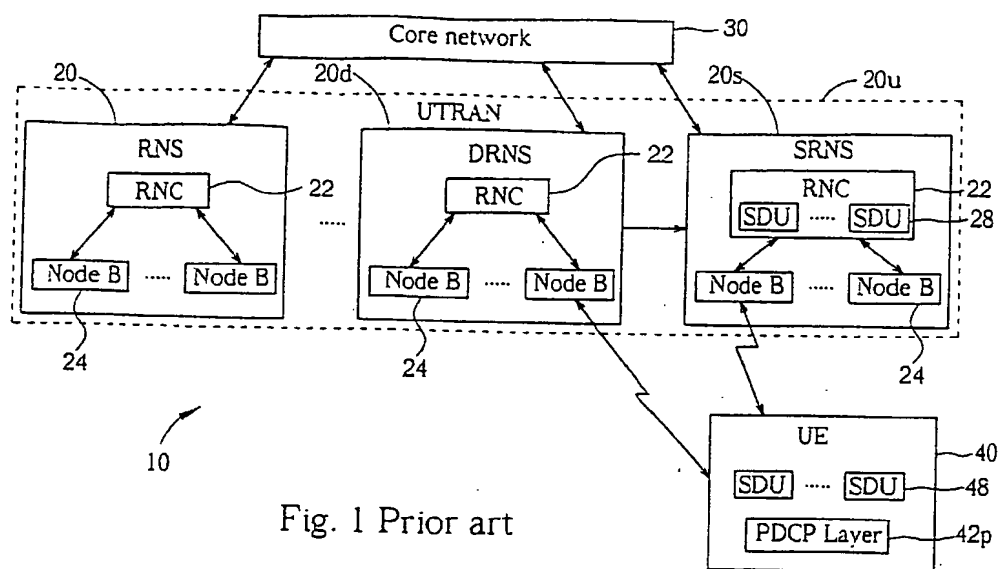 Core network
30
20
20d
20s
20u
UTRAN
RNS
DRNS
SRNS
RNC
22
RNC
22
RNC
22
SDU ..... SDU
28
.....
Node B ..... Node B
Node B ..... Node B
Node B ..... Node B
24
24
24
10
UE
40
SDU ..... SDU
48
PDCP Layer
42p
Fig. 1 Prior art